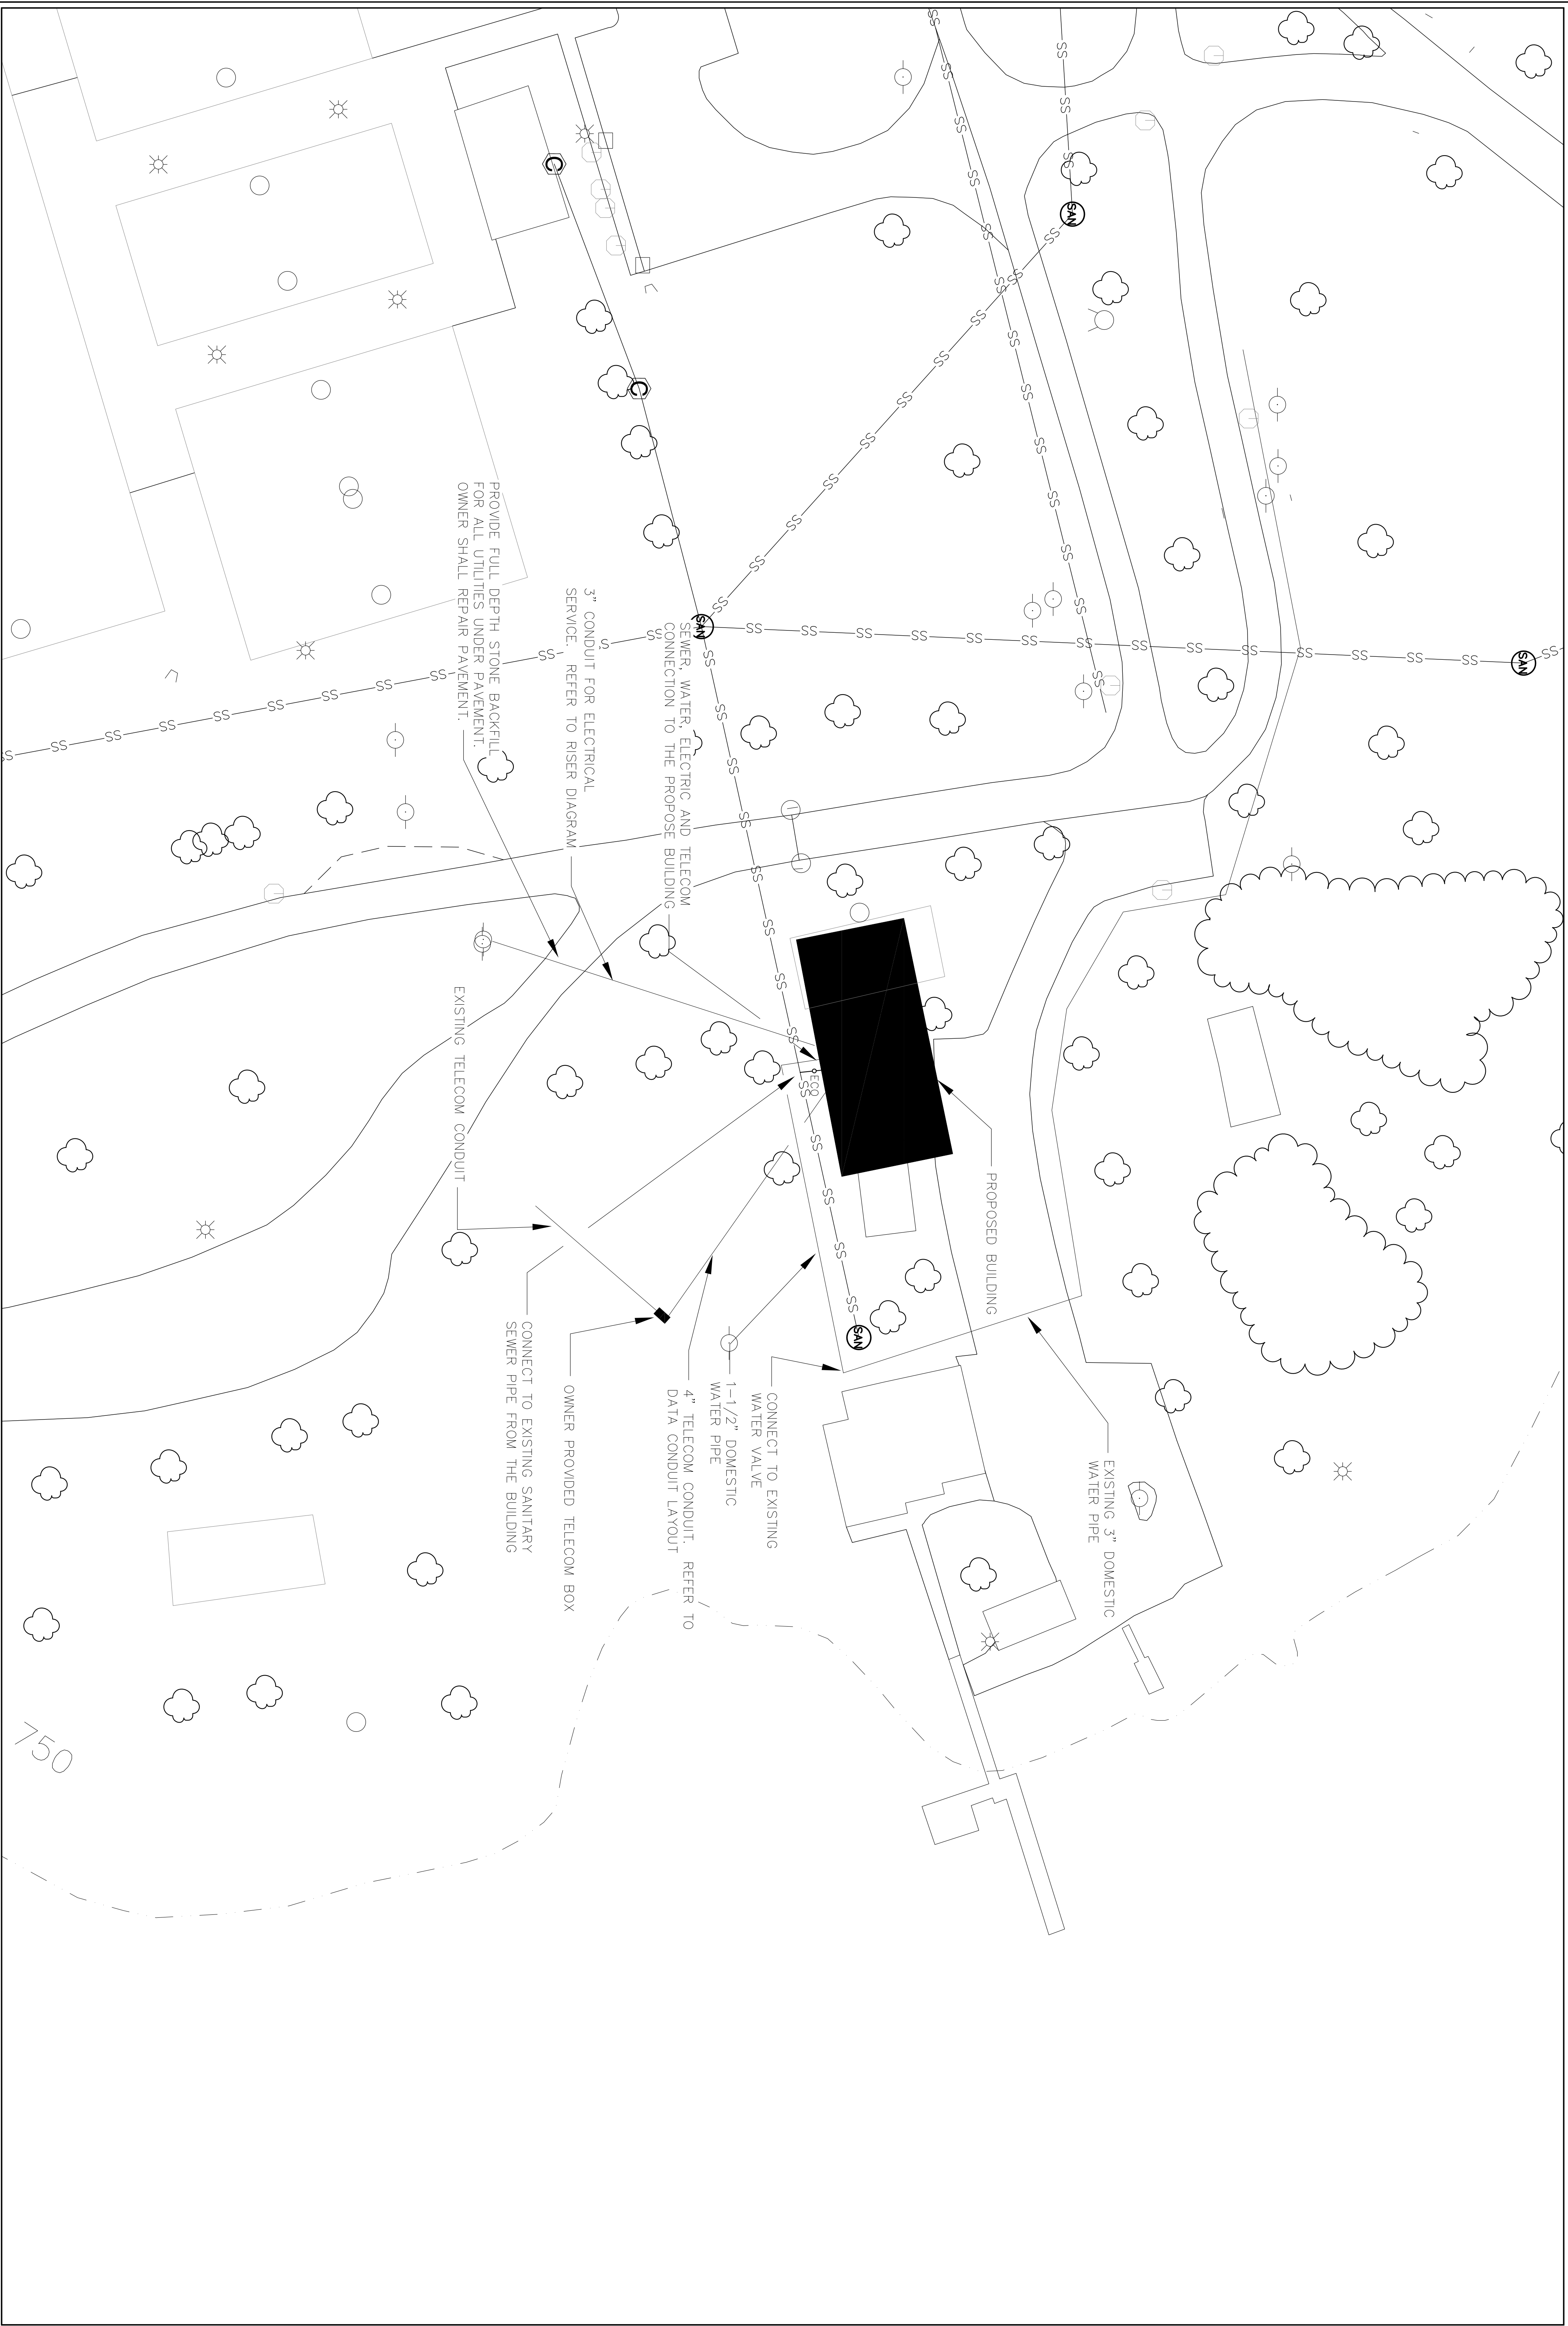 PROVIDE FULL DEPTH STONE BACKFILL
FOR ALL UTILITIES UNDER PAVEMENT.
OWNER SHALL REPAIR PAVEMENT.
3" CONDUIT FOR ELECTRICAL
SERVICE. REFER TO RISER DIAGRAM
SEWER, WATER, ELECTRIC AND TELECOM
CONNECTION TO THE PROPOSE BUILDING
EXISTING TELECOM CONDUIT
PROPOSED BUILDING
EXISTING 3" DOMESTIC
WATER PIPE
CONNECT TO EXISTING
WATER VALVE
1-1/2" DOMESTIC
WATER PIPE
4" TELECOM CONDUIT. REFER TO
DATA CONDUIT LAYOUT
OWNER PROVIDED TELECOM BOX
CONNECT TO EXISTING SANITARY
SEWER PIPE FROM THE BUILDING
ECO
SAN
SAN
SAN
SAN
C
C
SS
750